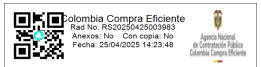 Colombia Compra Eficiente
Rad No. RS20250425003983
Anexos: No Con copia: No
Fecha: 25/04/2025 14:23:48
Agencia Nacional
de Contratación Pública
Colombia Compra Eficiente